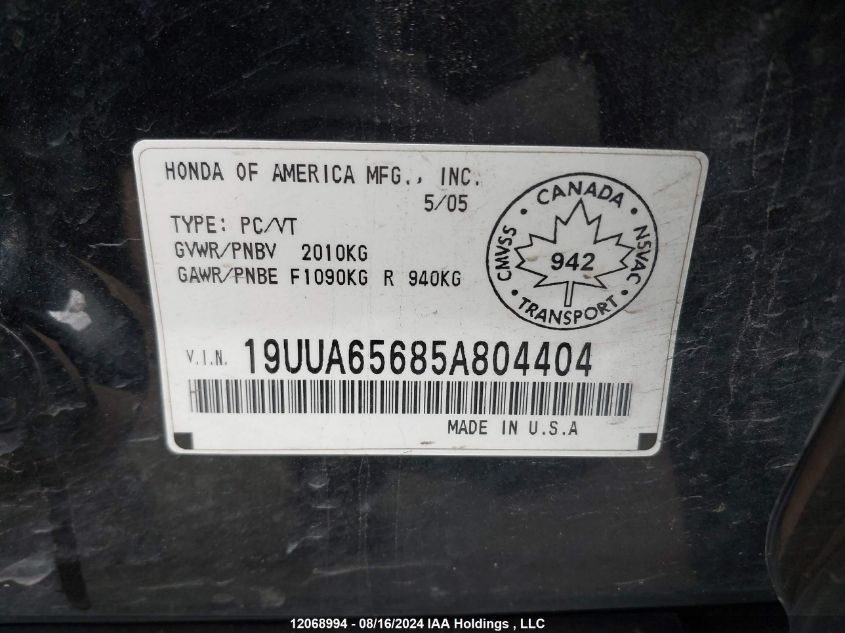 HONDA OF AMERICA MFG., INC.
5/05
TYPE: PC/VT
GVWR/PNBV 2010KG
GAWR/PNBE F1090KG R 940KG
CMVSS • CANADA • NSVAC • TRANSPORT •
942
V.I.N. 19UUA65685A804404
MADE IN U.S.A
12068994 - 08/16/2024 IAA Holdings , LLC